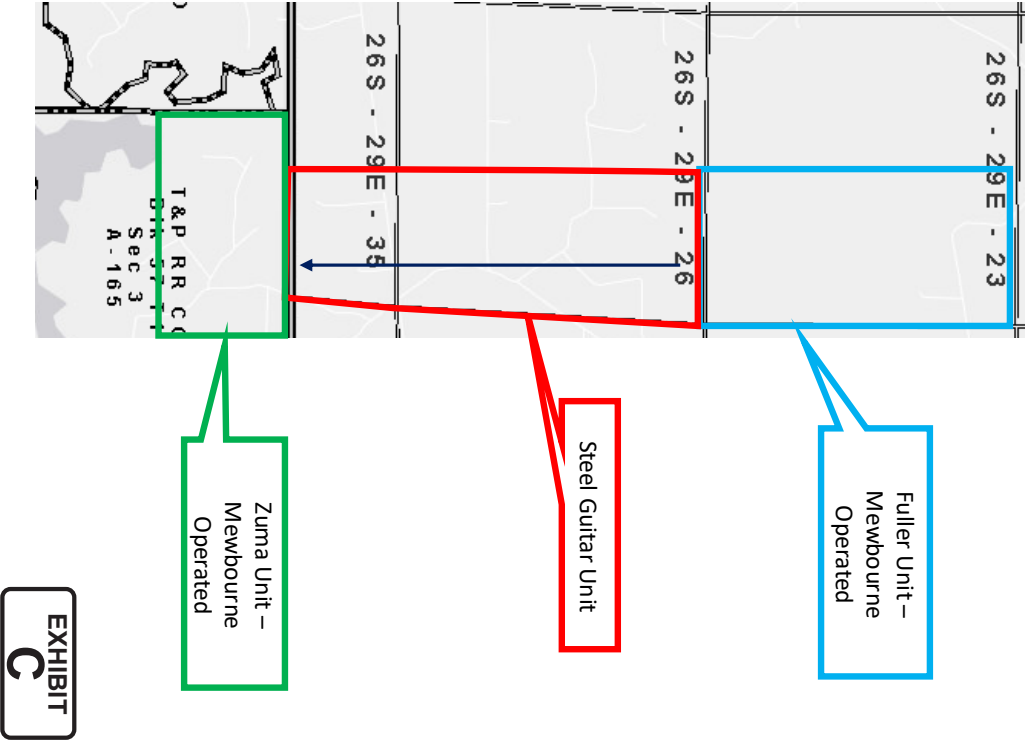 26S - 29E - 23
Fuller Unit –
Mewbourne
Operated
26S - 29E - 26
Steel Guitar Unit
26S - 29E - 35
Zuma Unit –
Mewbourne
Operated
T & P RR CO
Sec 3
A-165
EXHIBIT
C